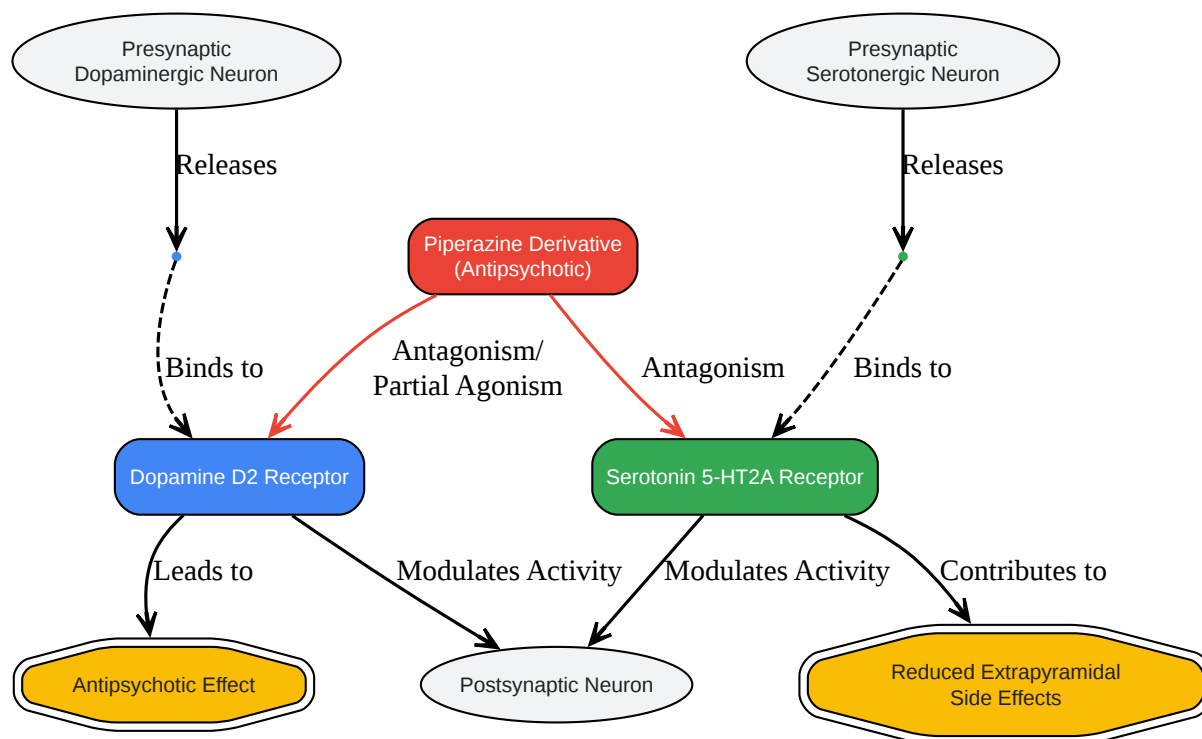 Presynaptic
Dopaminergic Neuron
Presynaptic
Serotonergic Neuron
Releases
Releases
Piperazine Derivative
(Antipsychotic)
Binds to
Antagonism/
Partial Agonism
Antagonism
Binds to
Dopamine D2 Receptor
Serotonin 5-HT2A Receptor
Leads to
Modulates Activity
Modulates Activity
Contributes to
Antipsychotic Effect
Postsynaptic Neuron
Reduced Extrapyramidal
Side Effects